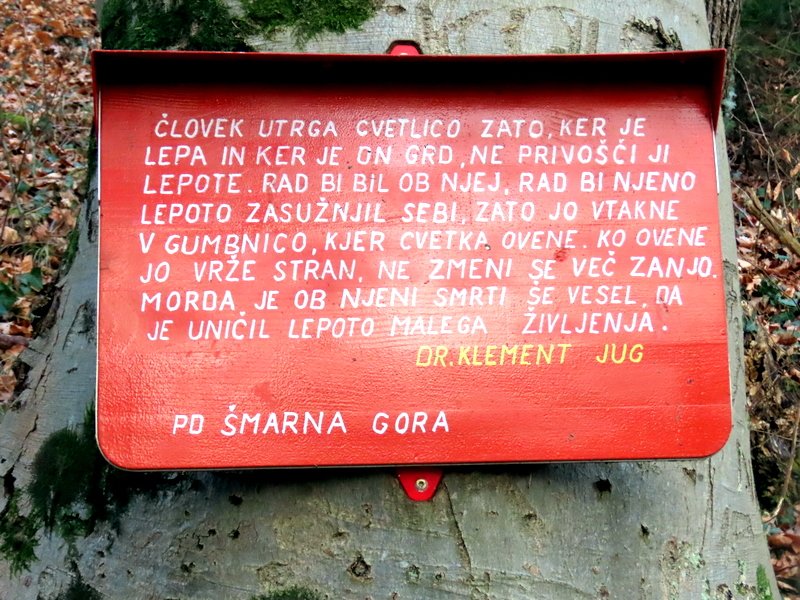 ČLOVEK UTRGA CVETLICO ZATO, KER JE
LEPA IN KER JE ON GRD, NE PRIVOŠČI JI
LEPOTE. RAD BI BIL OB NJEJ, RAD BI NJENO
LEPOTO ZASUŽNJIL SEBI, ZATO JO VTAKNE
V GUMBNICO, KJER CVETKA OVENE. KO OVENE
JO VRŽE STRAN, NE ZMENI SE VEČ ZANJO.
MORDA JE OB NJENI SMRTI ŠE VESEL, DA
JE UNIČIL LEPOTO MALEGA ŽIVLJENJA.
DR. KLEMENT JUG
PD ŠMARNA GORA